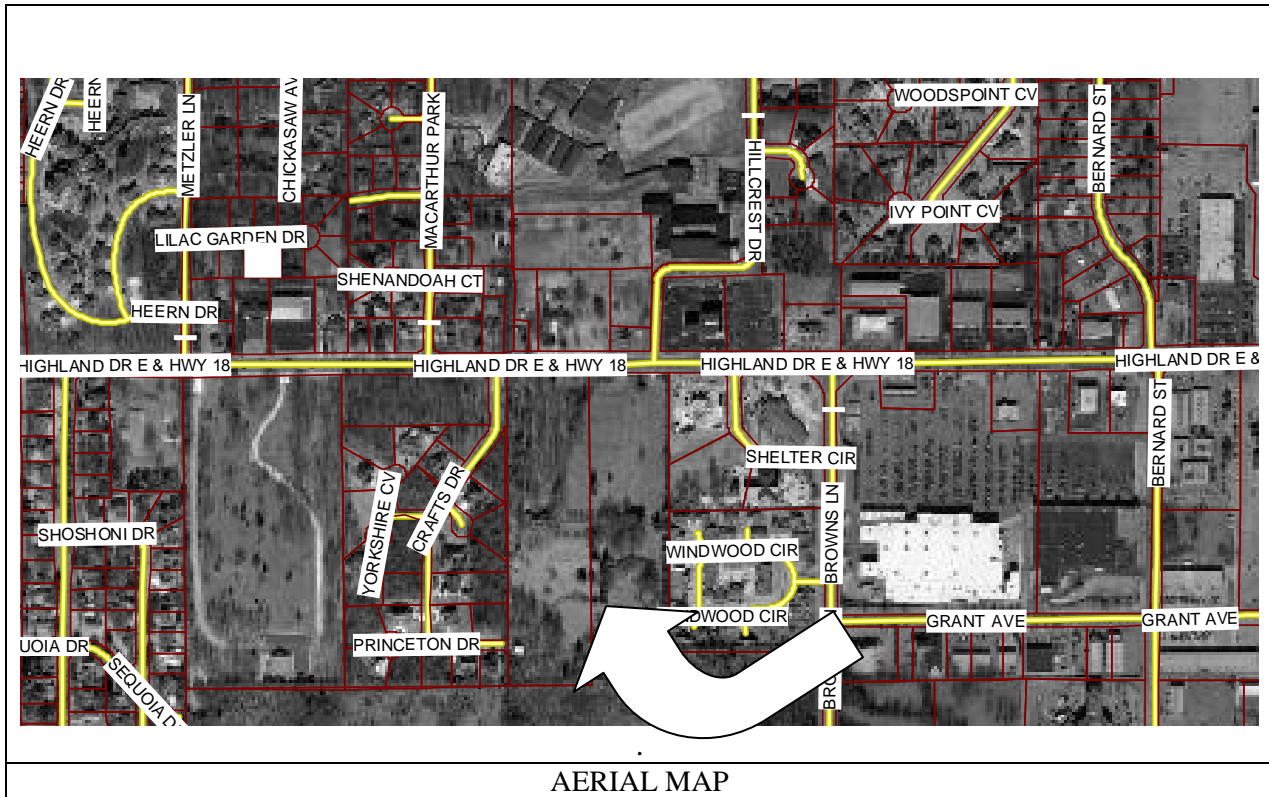 HEERN DR
HEERN
METZLER LN
CHICKASAW AV
MACARTHUR PARK
HILLCREST DR
WOODSPOINT CV
BERNARD ST
IVY POINT CV
LILAC GARDEN DR
SHENANDOAH CT
HEERN DR
HIGHLAND DR E & HWY 18
HIGHLAND DR E & HWY 18
HIGHLAND DR E & HWY 18
HIGHLAND DR E &
SHELTER CIR
BERNARD ST
YORKSHIRE CV
CRAFTS DR
SHOSHONI DR
WINDWOOD CIR
BROWNS LN
DWOOD CIR
GRANT AVE
GRANT AVE
UOIA DR
SEQUOIA D
PRINCETON DR
BRO
.
AERIAL MAP